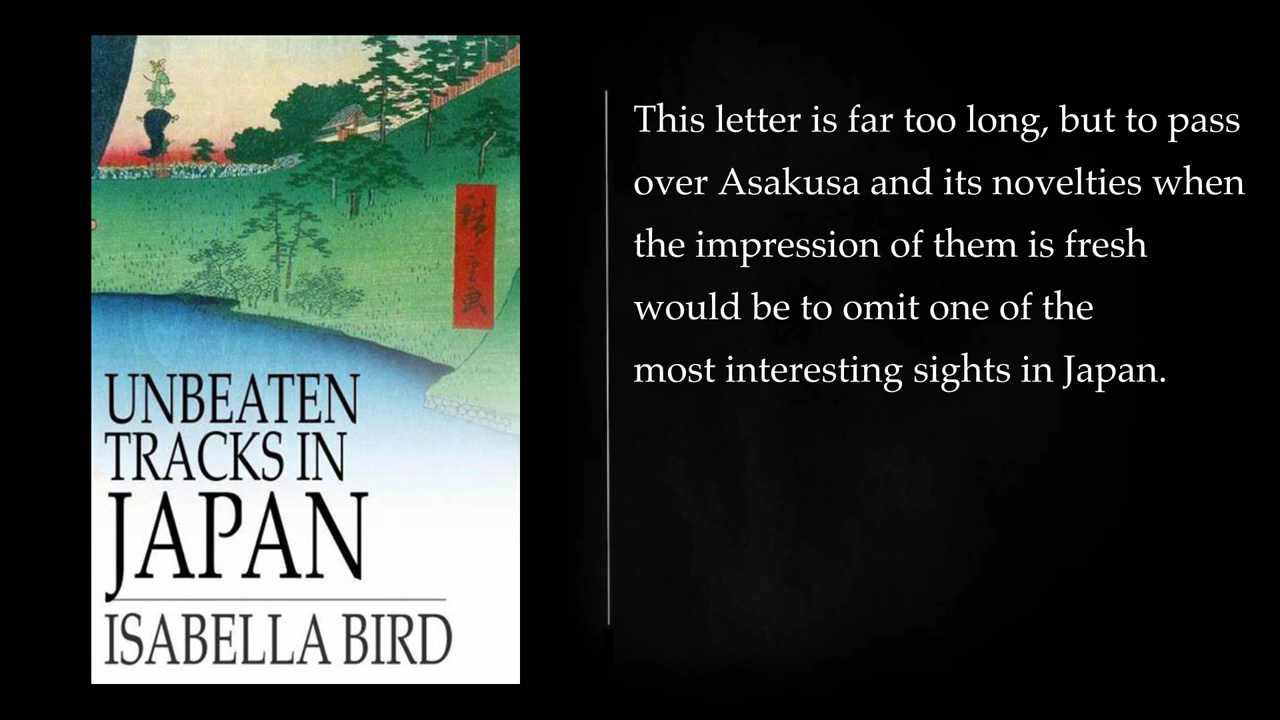 UNBEATEN
TRACKS IN
JAPAN
ISABELLA BIRD
This letter is far too long, but to pass
over Asakusa and its novelties when
the impression of them is fresh
would be to omit one of the
most interesting sights in Japan.